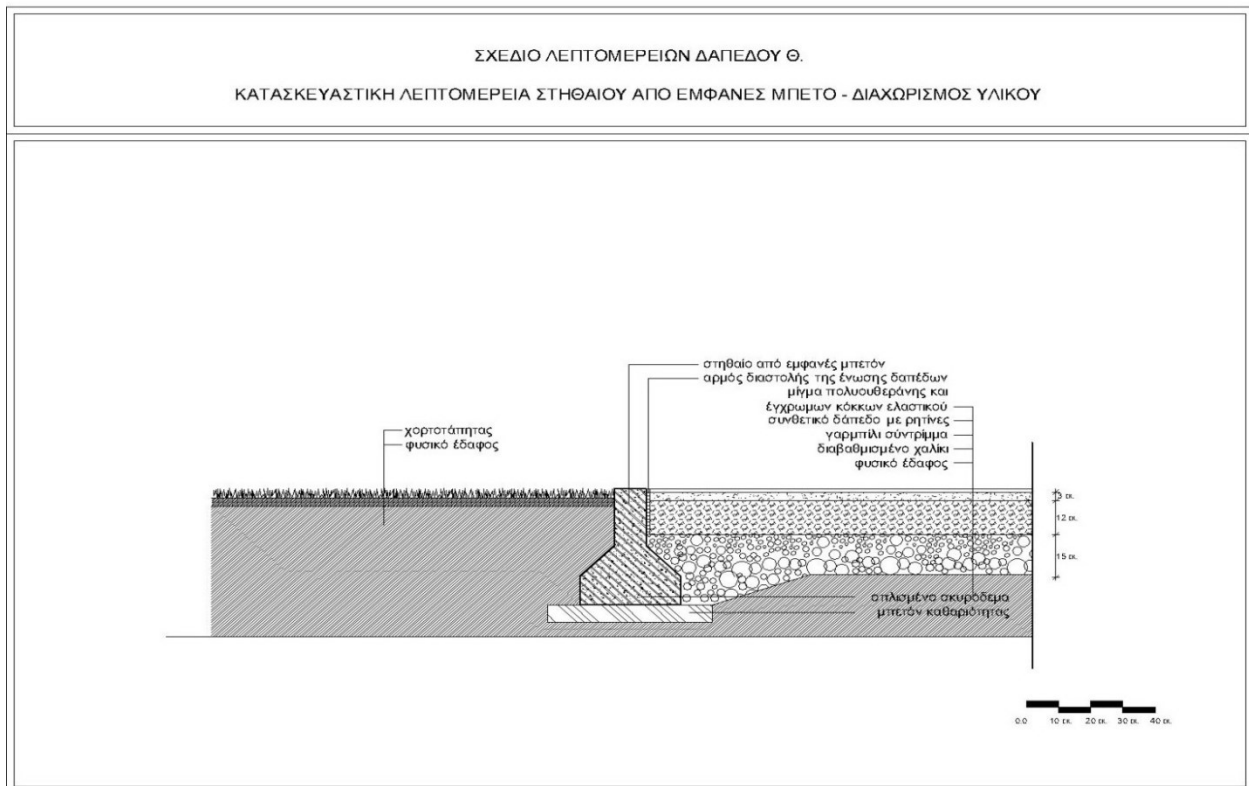 ΣΧΕΔΙΟ ΛΕΠΤΟΜΕΡΕΙΩΝ ΔΑΠΕΔΟΥ Θ.
ΚΑΤΑΣΚΕΥΑΣΤΙΚΗ ΛΕΠΤΟΜΕΡΕΙΑ ΣΤΗΘΑΙΟΥ ΑΠΟ ΕΜΦΑΝΕΣ ΜΠΕΤΟ - ΔΙΑΧΩΡΙΣΜΟΣ ΥΛΙΚΟΥ
στηθαίο από εμφανές μπετόν
αρμός διαστολής της ένωσης δαπέδων
μίγμα πολυουθεράνης και
έγχρωμων κόκκων ελαστικού
συνθετικό δάπεδο με ρητίνες
γαρμπίλι σύντριμμα
διαβαθμισμένο χαλίκι
φυσικό έδαφος
χορτοτάπητας
φυσικό έδαφος
3 εκ.
12 εκ.
15 εκ.
οπλισμένο σκυρόδεμα
μπετόν καθαριότητας
0.0 10 εκ. 20 εκ. 30 εκ. 40 εκ.